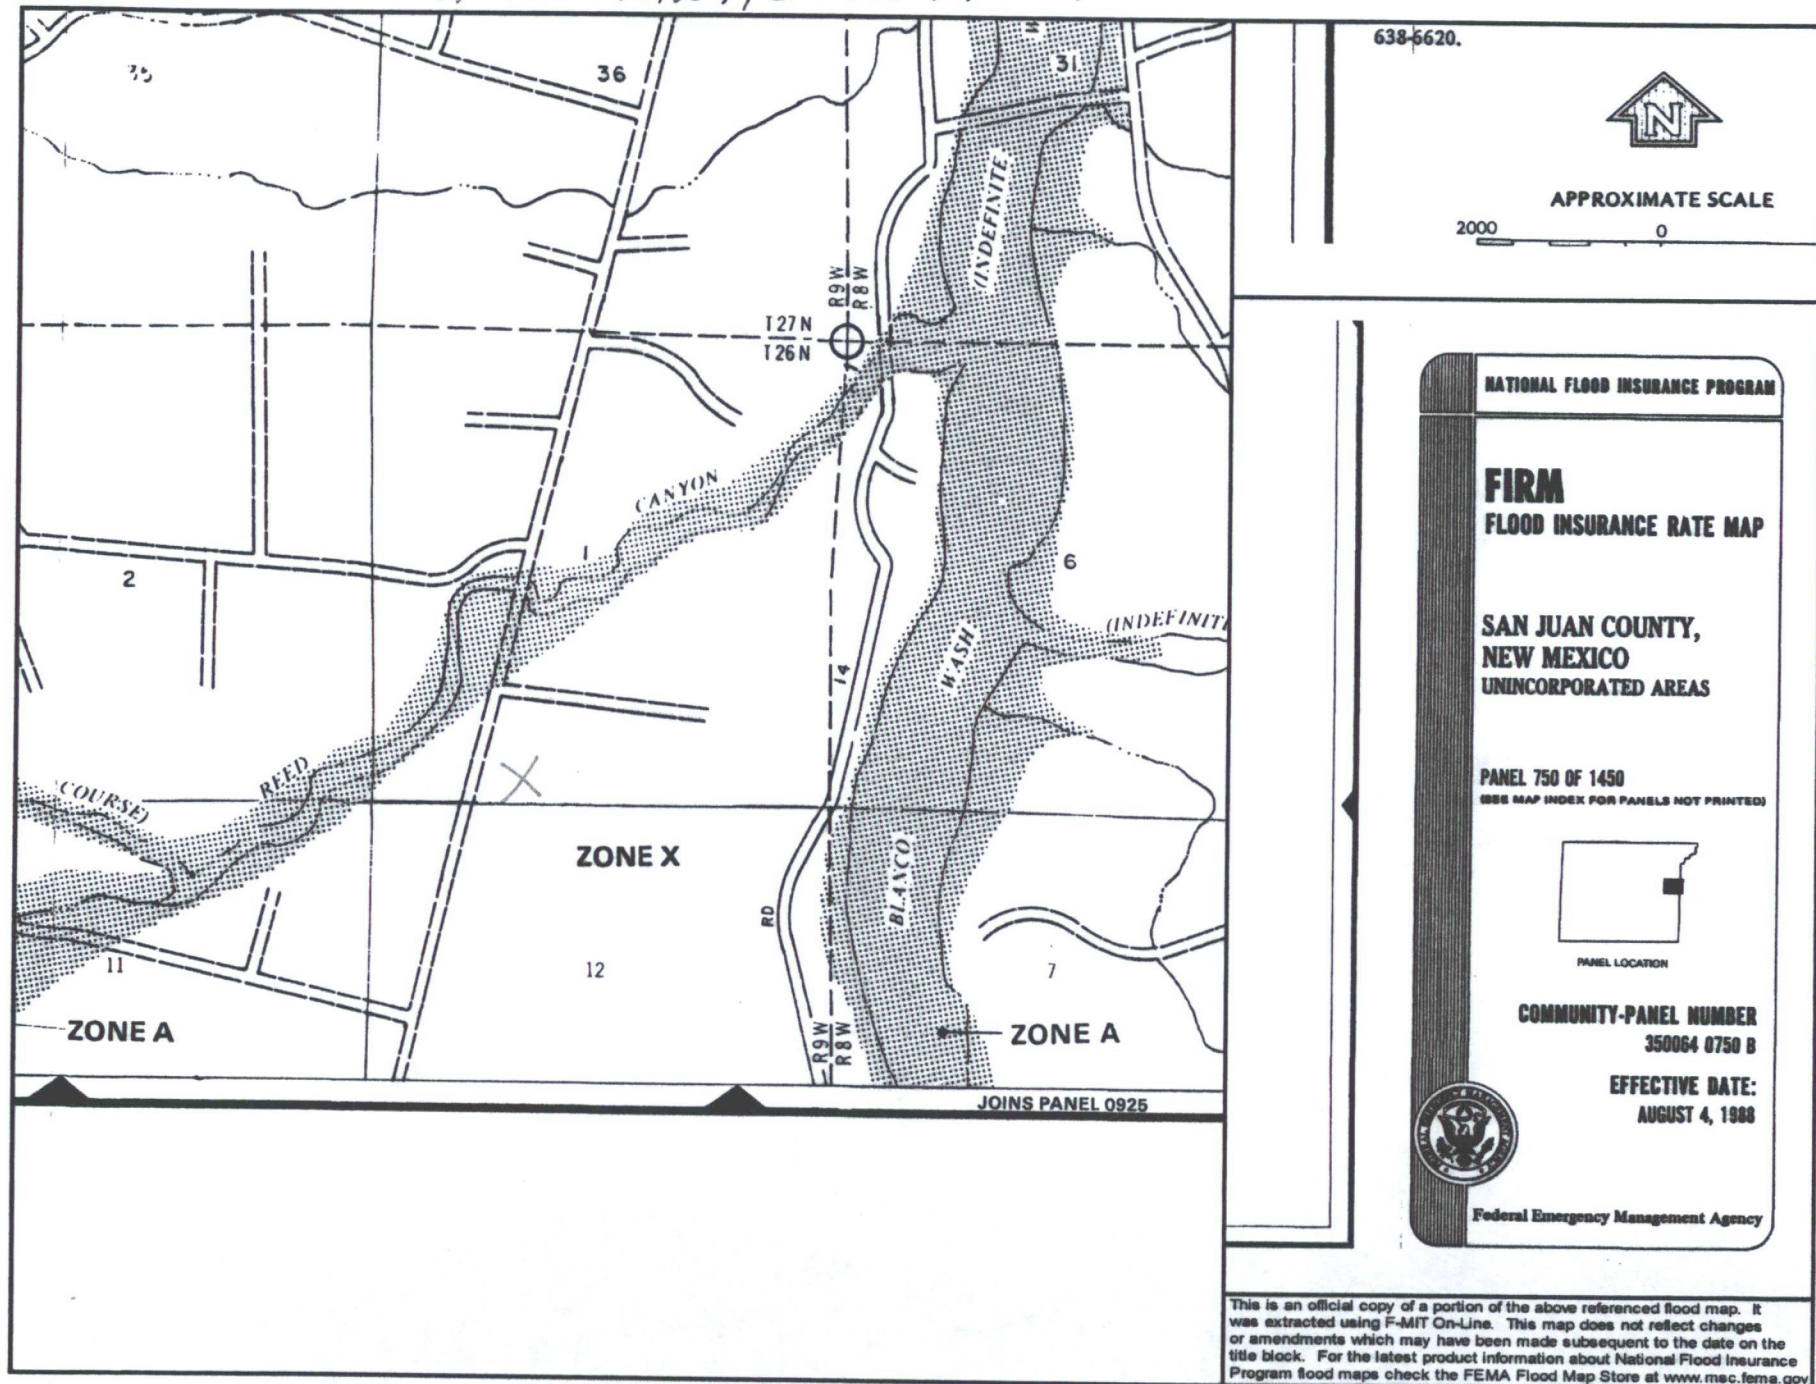 638-6620.
35
36
31
N
APPROXIMATE SCALE
2000
0
(INDEFINITE
R9W
R8W
T27N
T26N
NATIONAL FLOOD INSURANCE PROGRAM
FIRM
FLOOD INSURANCE RATE MAP
CANYON
1
2
6
(INDEFINIT
WASH
14
SAN JUAN COUNTY,
NEW MEXICO
UNINCORPORATED AREAS
REED
COURSE)
PANEL 750 OF 1450
(SEE MAP INDEX FOR PANELS NOT PRINTED)
ZONE X
BLANCO
RD
11
12
7
PANEL LOCATION
ZONE A
R9W
R8W
ZONE A
COMMUNITY-PANEL NUMBER
350064 0750 B
EFFECTIVE DATE:
AUGUST 4, 1988
JOINS PANEL 0925
Federal Emergency Management Agency
This is an official copy of a portion of the above referenced flood map. It
was extracted using F-MIT On-Line. This map does not reflect changes
or amendments which may have been made subsequent to the date on the
title block. For the latest product information about National Flood Insurance
Program flood maps check the FEMA Flood Map Store at www.msc.fema.gov